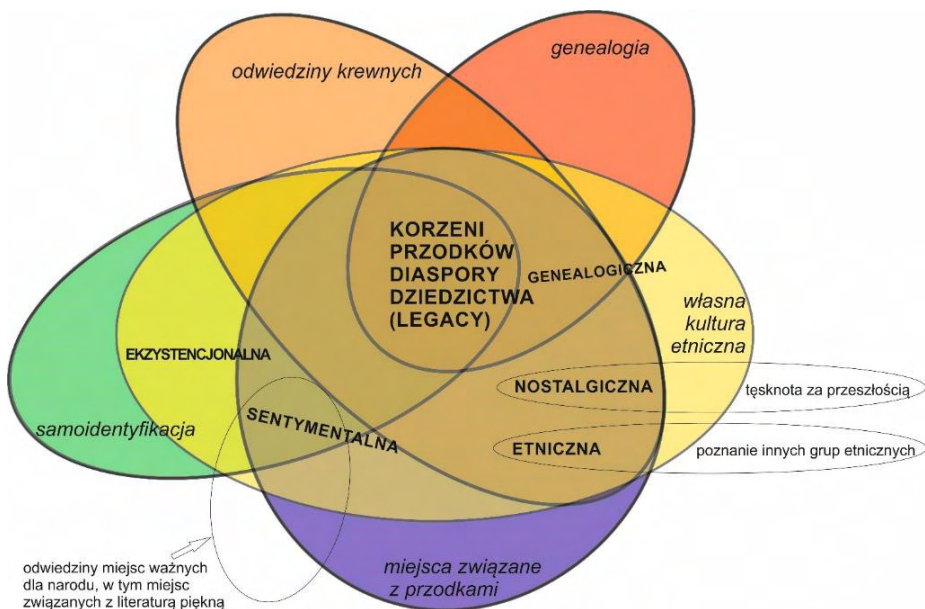 genealogia
odwiedziny krewnych
KORZENI
PRZODKÓW
DIASPORY
DZIEDZICTWA
(LEGACY)
GENEALOGICZNA
własna
kultura
etniczna
EKZYSTENCJONALNA
NOSTALGICZNA
tęsknota za przeszłością
samoidentyfikacja
SENTYMENTALNA
ETNICZNA
poznanie innych grup etnicznych
odwiedziny miejsc ważnych
dla narodu, w tym miejsc
związanych z literaturą piękną
miejsca związane
z przodkami